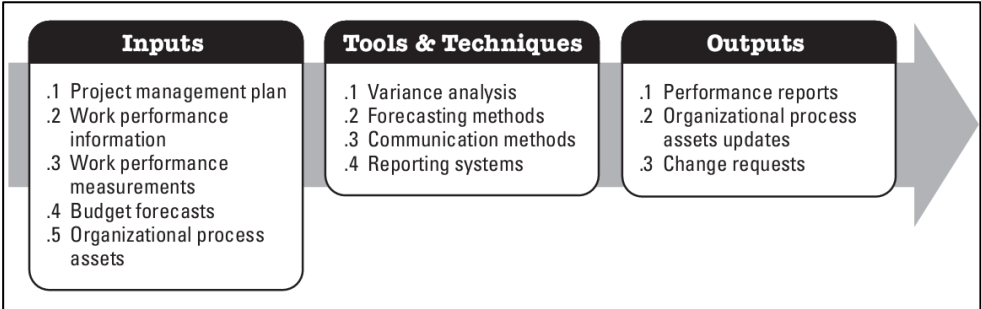 Inputs
.1 Project management plan
.2 Work performance
information
.3 Work performance
measurements
.4 Budget forecasts
.5 Organizational process
assets
Tools & Techniques
.1 Variance analysis
.2 Forecasting methods
.3 Communication methods
.4 Reporting systems
Outputs
.1 Performance reports
.2 Organizational process
assets updates
.3 Change requests